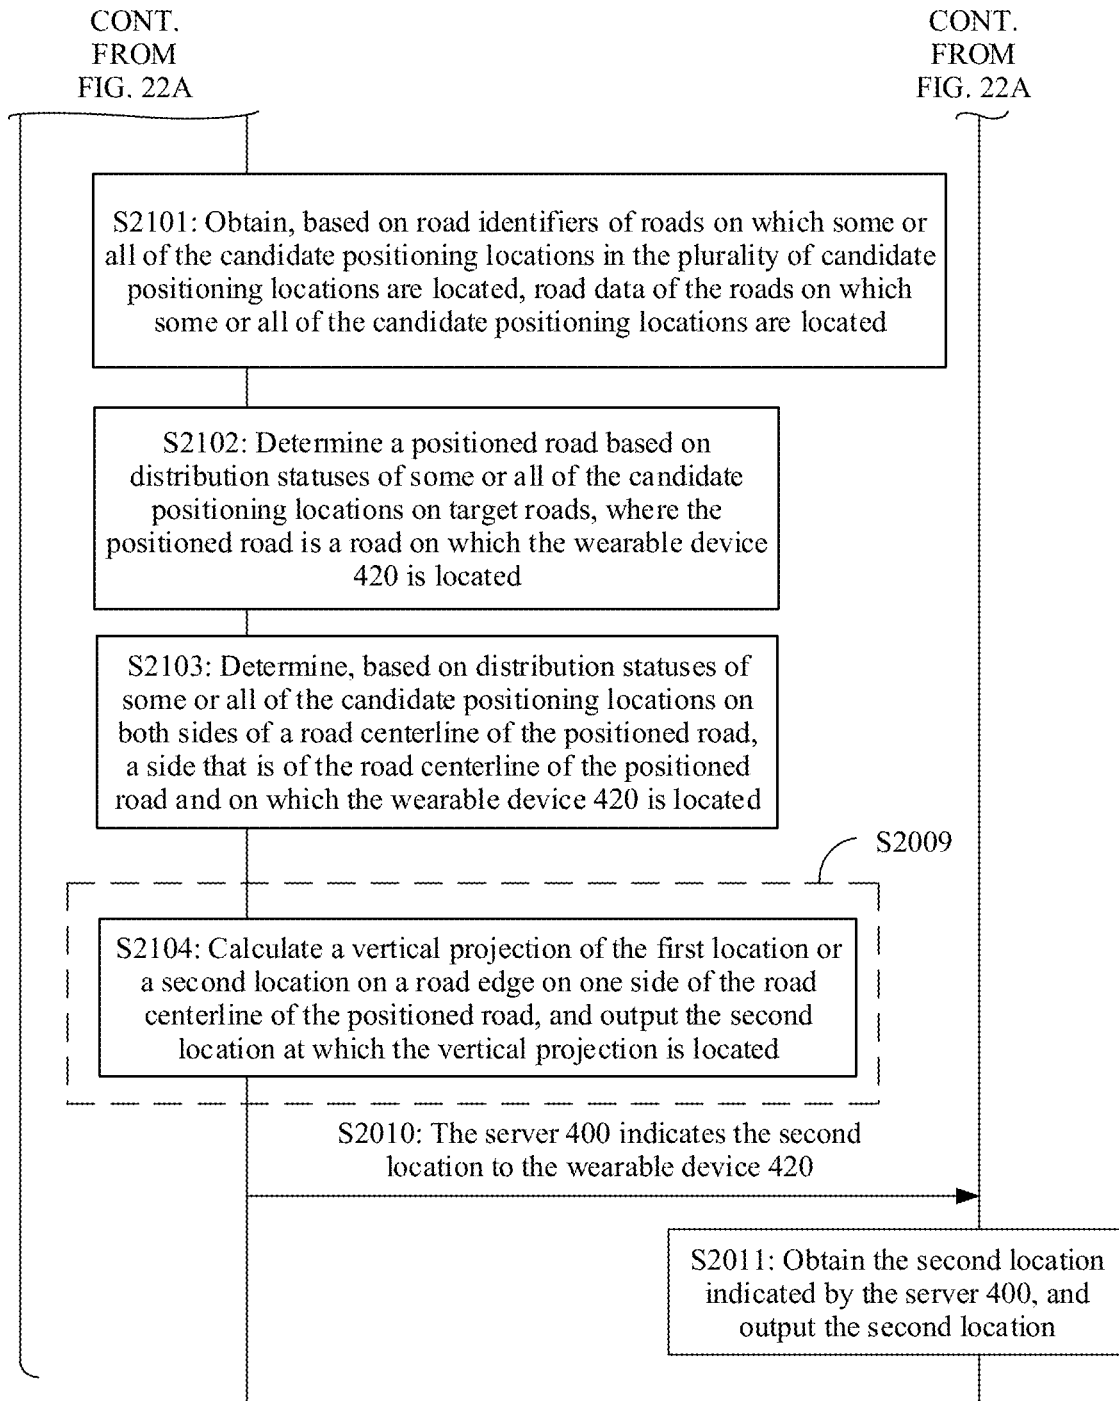 CONT.
FROM
FIG. 22A
CONT.
FROM
FIG. 22A
S2101: Obtain, based on road identifiers of roads on which some or
all of the candidate positioning locations in the plurality of candidate
positioning locations are located, road data of the roads on which
some or all of the candidate positioning locations are located
S2102: Determine a positioned road based on
distribution statuses of some or all of the candidate
positioning locations on target roads, where the
positioned road is a road on which the wearable device
420 is located
S2103: Determine, based on distribution statuses of
some or all of the candidate positioning locations on
both sides of a road centerline of the positioned road,
a side that is of the road centerline of the positioned
road and on which the wearable device 420 is located
S2009
S2104: Calculate a vertical projection of the first location or
a second location on a road edge on one side of the road
centerline of the positioned road, and output the second
location at which the vertical projection is located
S2010: The server 400 indicates the second
location to the wearable device 420
S2011: Obtain the second location
indicated by the server 400, and
output the second location